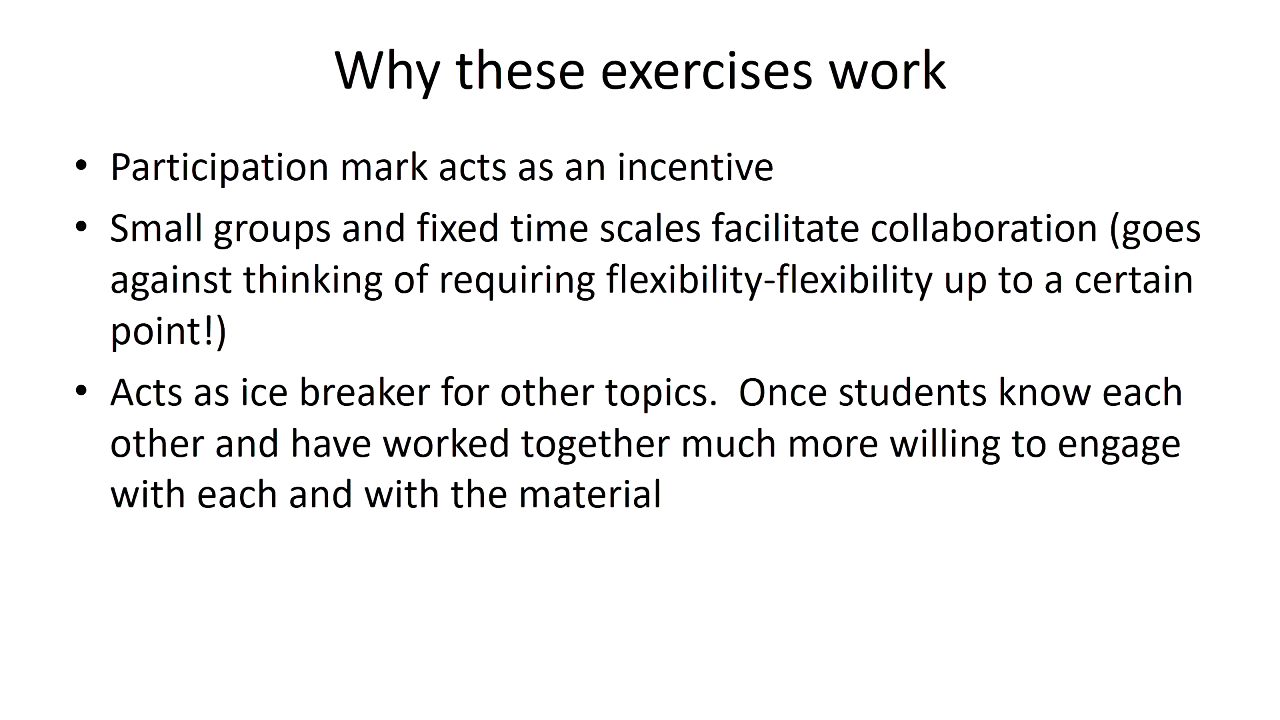 Why these exercises work
• Participation mark acts as an incentive
• Small groups and fixed time scales facilitate collaboration (goes
against thinking of requiring flexibility-flexibility up to a certain
point!)
• Acts as ice breaker for other topics.  Once students know each
other and have worked together much more willing to engage
with each and with the material